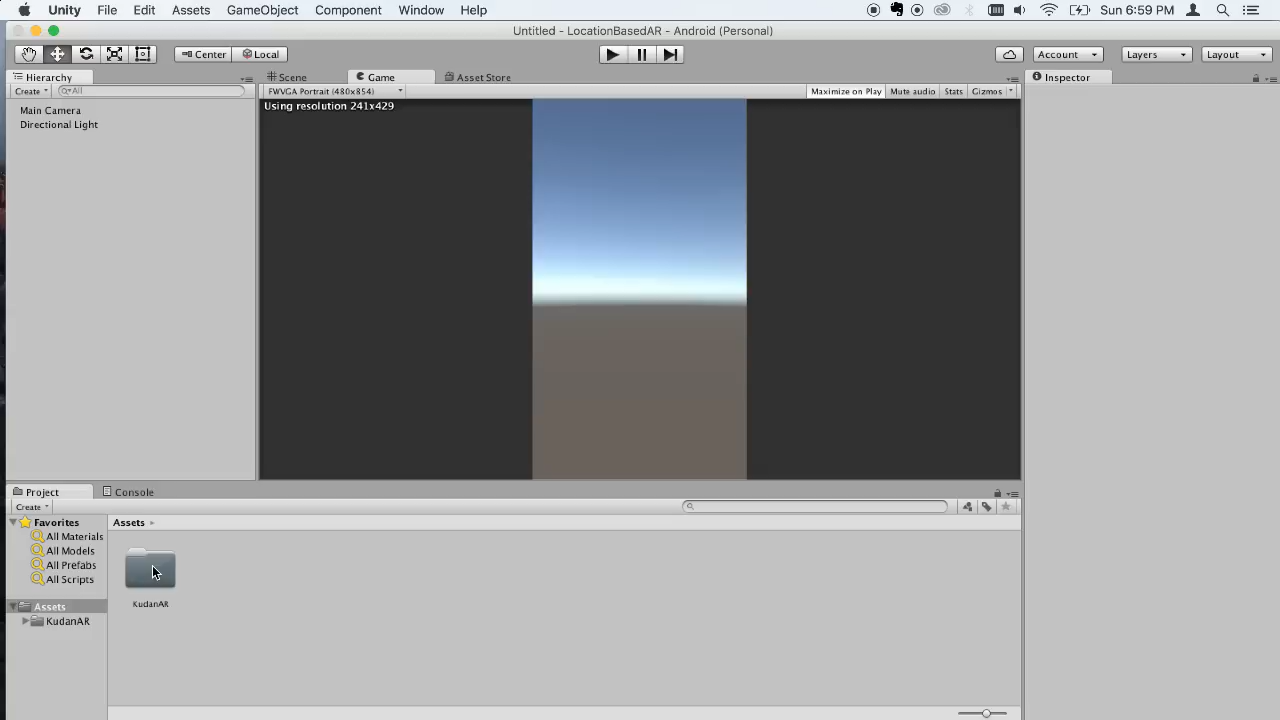 Unity File Edit Assets GameObject Component Window Help Sun 6:59 PM
Untitled - LocationBasedAR - Android (Personal)
Center Local Account Layers Layout
Hierarchy Scene Game Asset Store Inspector
Create All FWVGA Portrait (480x854) Maximize on Play Mute audio Stats Gizmos
Using resolution 241x429
Main Camera
Directional Light
Project Console
Create
Favorites Assets
All Materials
All Models
All Prefabs
All Scripts
KudanAR
Assets
KudanAR